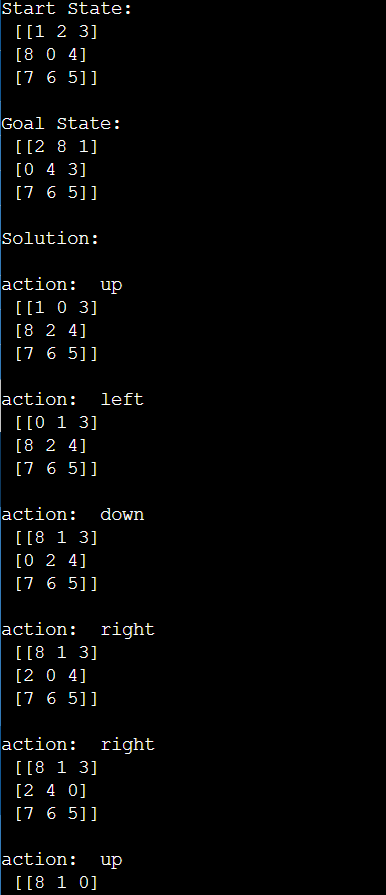 Start State:
[[1 2 3]
[8 0 4]
[7 6 5]]
Goal State:
[[2 8 1]
[0 4 3]
[7 6 5]]
Solution:
action:  up
[[1 0 3]
[8 2 4]
[7 6 5]]
action:  left
[[0 1 3]
[8 2 4]
[7 6 5]]
action:  down
[[8 1 3]
[0 2 4]
[7 6 5]]
action:  right
[[8 1 3]
[2 0 4]
[7 6 5]]
action:  right
[[8 1 3]
[2 4 0]
[7 6 5]]
action:  up
[[8 1 0]